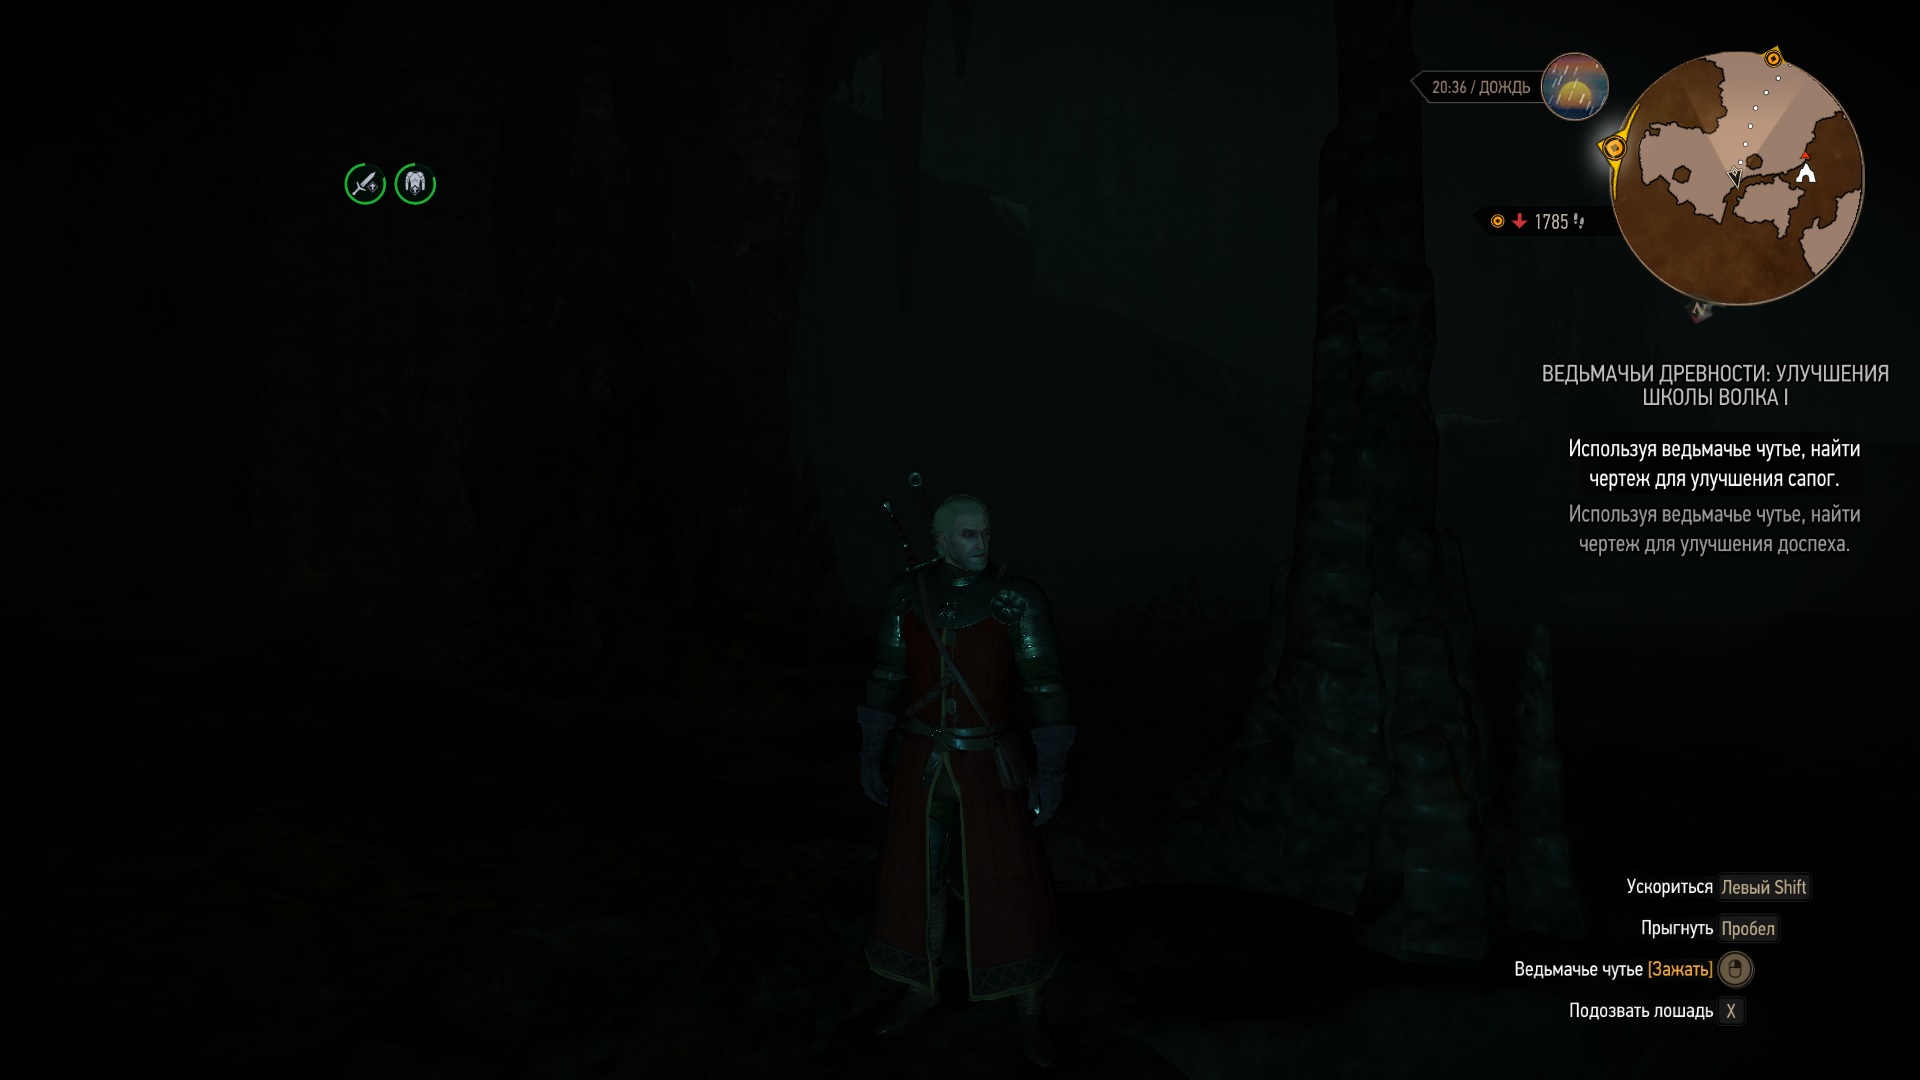 20:36 / ДОЖДЬ
1785
N
ВЕДЬМАЧЬИ ДРЕВНОСТИ: УЛУЧШЕНИЯ
ШКОЛЫ ВОЛКА I
Используя ведьмачье чутье, найти
чертеж для улучшения сапог.
Используя ведьмачье чутье, найти
чертеж для улучшения доспеха.
Ускориться Левый Shift
Прыгнуть Пробел
Ведьмачье чутье [Зажать]
Подозвать лошадь X